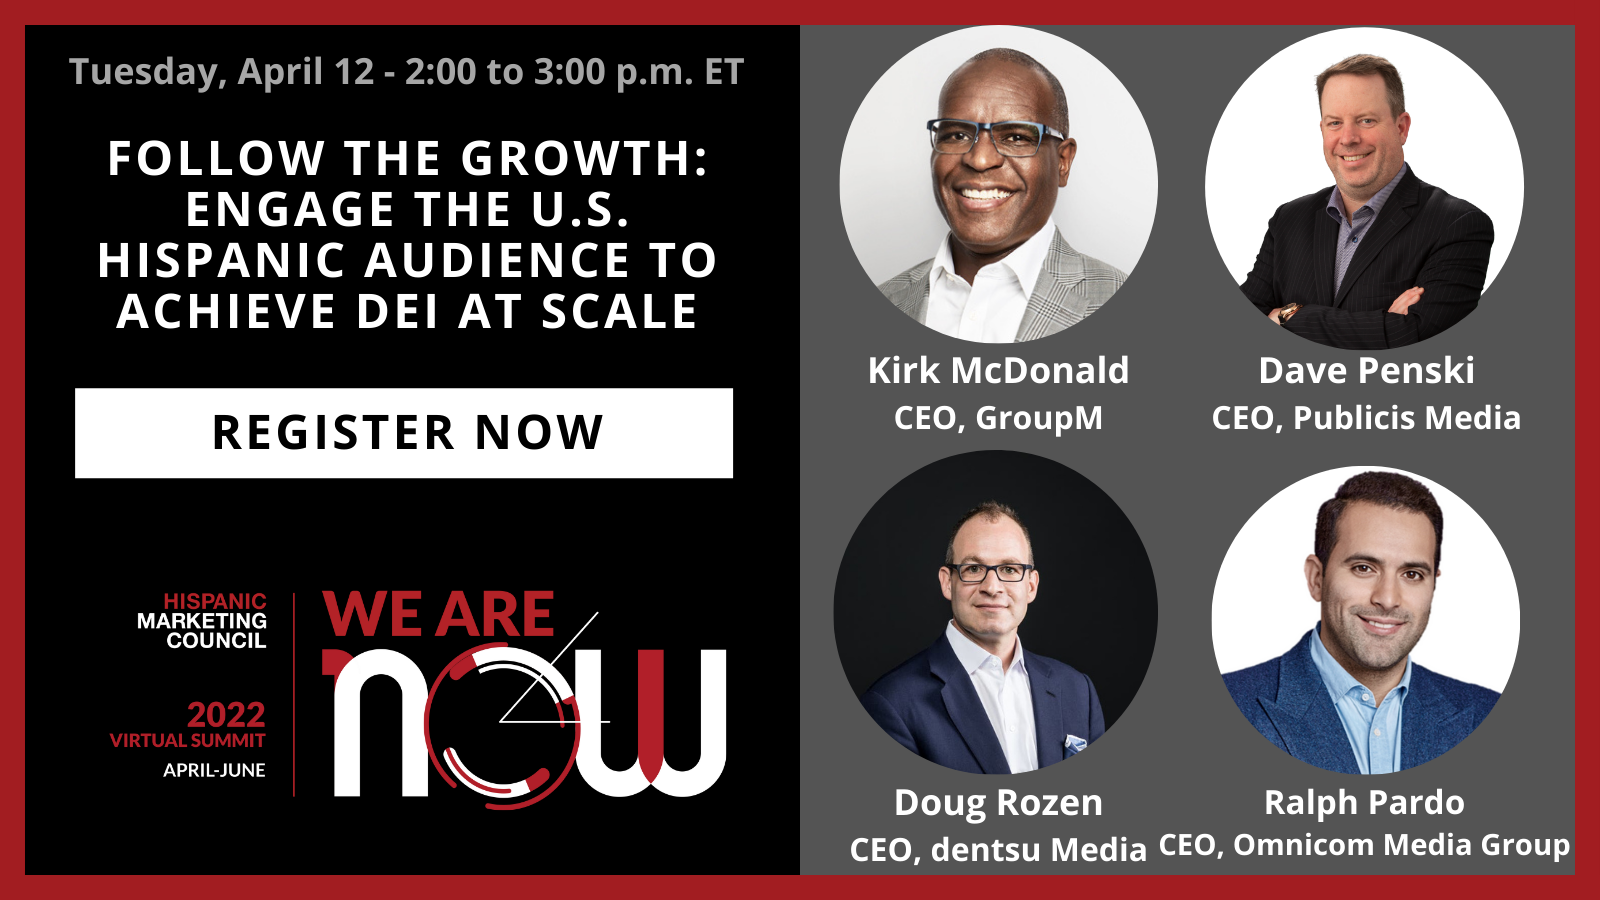 Tuesday, April 12 - 2:00 to 3:00 p.m. ET
FOLLOW THE GROWTH:
ENGAGE THE U.S.
HISPANIC AUDIENCE TO
ACHIEVE DEI AT SCALE
REGISTER NOW
HISPANIC
MARKETING
COUNCIL
2022
VIRTUAL SUMMIT
APRIL-JUNE
WE ARE
now
Kirk McDonald
CEO, GroupM
Dave Penski
CEO, Publicis Media
Doug Rozen
CEO, dentsu Media
Ralph Pardo
CEO, Omnicom Media Group